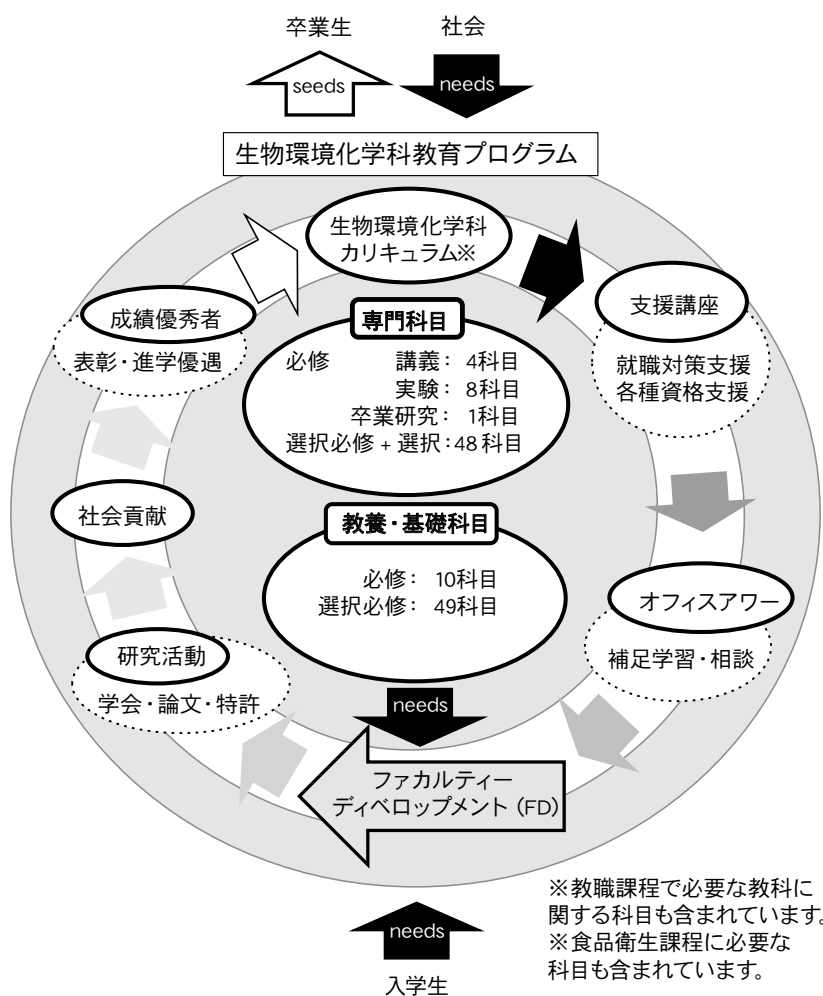 卒業生
社会
seeds
needs
生物環境化学科教育プログラム
生物環境化学科
カリキュラム※
支援講座
就職対策支援
各種資格支援
成績優秀者
表彰・進学優遇
専門科目
必修 講義： 4科目
実験： 8科目
卒業研究： 1科目
選択必修 + 選択：48科目
社会貢献
教養・基礎科目
必修： 10科目
選択必修： 49科目
オフィスアワー
補足学習・相談
研究活動
学会・論文・特許
needs
ファカルティー
ディベロップメント (FD)
※教職課程で必要な教科に
関する科目も含まれています。
※食品衛生課程に必要な
科目も含まれています。
needs
入学生